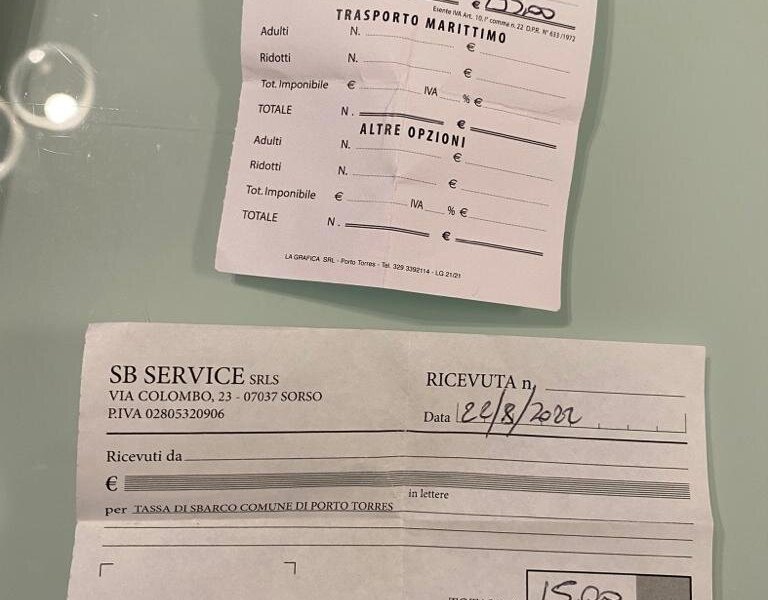 € 155,00
Esente IVA Art. 10, I° comma n. 22 D.P.R. N° 633/1972
TRASPORTO MARITTIMO
Adulti N. €
Ridotti N. €
Tot. Imponibile € IVA % €
TOTALE N. €
ALTRE OPZIONI
Adulti N. €
Ridotti N. €
Tot. Imponibile € IVA % €
TOTALE N. €
LA GRAFICA SRL - Porto Torres - Tel. 329 3392114 - LG 21/21
SB SERVICE SRLS
VIA COLOMBO, 23 - 07037 SORSO
P.IVA 02805320906
RICEVUTA n.
Data 22/8/2022
Ricevuti da
€
in lettere
per TASSA DI SBARCO COMUNE DI PORTO TORRES
15,00